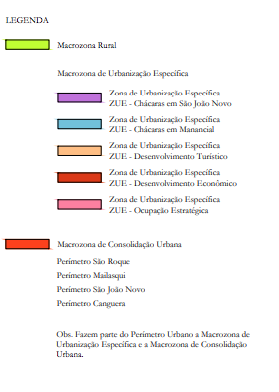 LEGENDA
Macrozona Rural
Macrozona de Urbanização Específica
Zona de Urbanização Específica
ZUE - Chácaras em São João Novo
Zona de Urbanização Específica
ZUE - Chácaras em Manancial
Zona de Urbanização Específica
ZUE - Desenvolvimento Turístico
Zona de Urbanização Específica
ZUE - Desenvolvimento Econômico
Zona de Urbanização Específica
ZUE - Ocupação Estratégica
Macrozona de Consolidação Urbana
Perímetro São Roque
Perímetro Mailasqui
Perímetro São João Novo
Perímetro Canguera
Obs. Fazem parte do Perímetro Urbano a Macrozona de
Urbanização Específica e a Macrozona de Consolidação
Urbana.